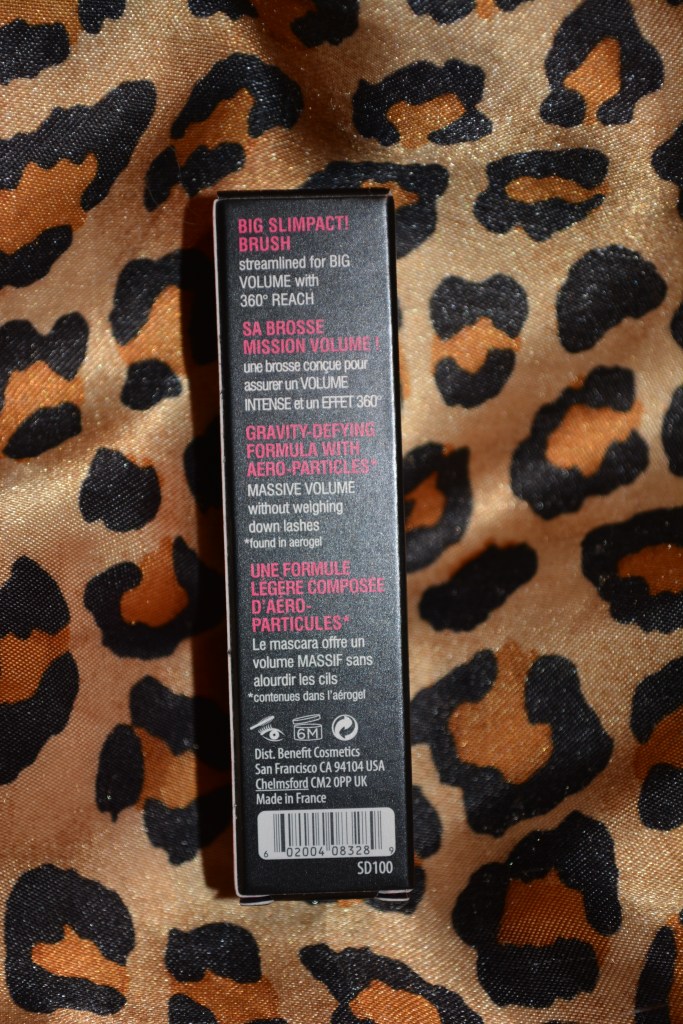 BIG SLIMPACT!
BRUSH
streamlined for BIG
VOLUME with
360° REACH
SA BROSSE
MISSION VOLUME !
une brosse conçue pour
assurer un VOLUME
INTENSE et un EFFET 360°
GRAVITY-DEFYING
FORMULA WITH
AERO-PARTICLES*
MASSIVE VOLUME
without weighing
down lashes
*found in aerogel
UNE FORMULE
LÉGÈRE COMPOSÉE
D'AÉRO-
PARTICULES*
Le mascara offre un
volume MASSIF sans
alourdir les cils
*contenues dans l'aérogel
6M
Dist. Benefit Cosmetics
San Francisco CA 94104 USA
Chelmsford CM2 0PP UK
Made in France
6 02004 08328 9
SD100